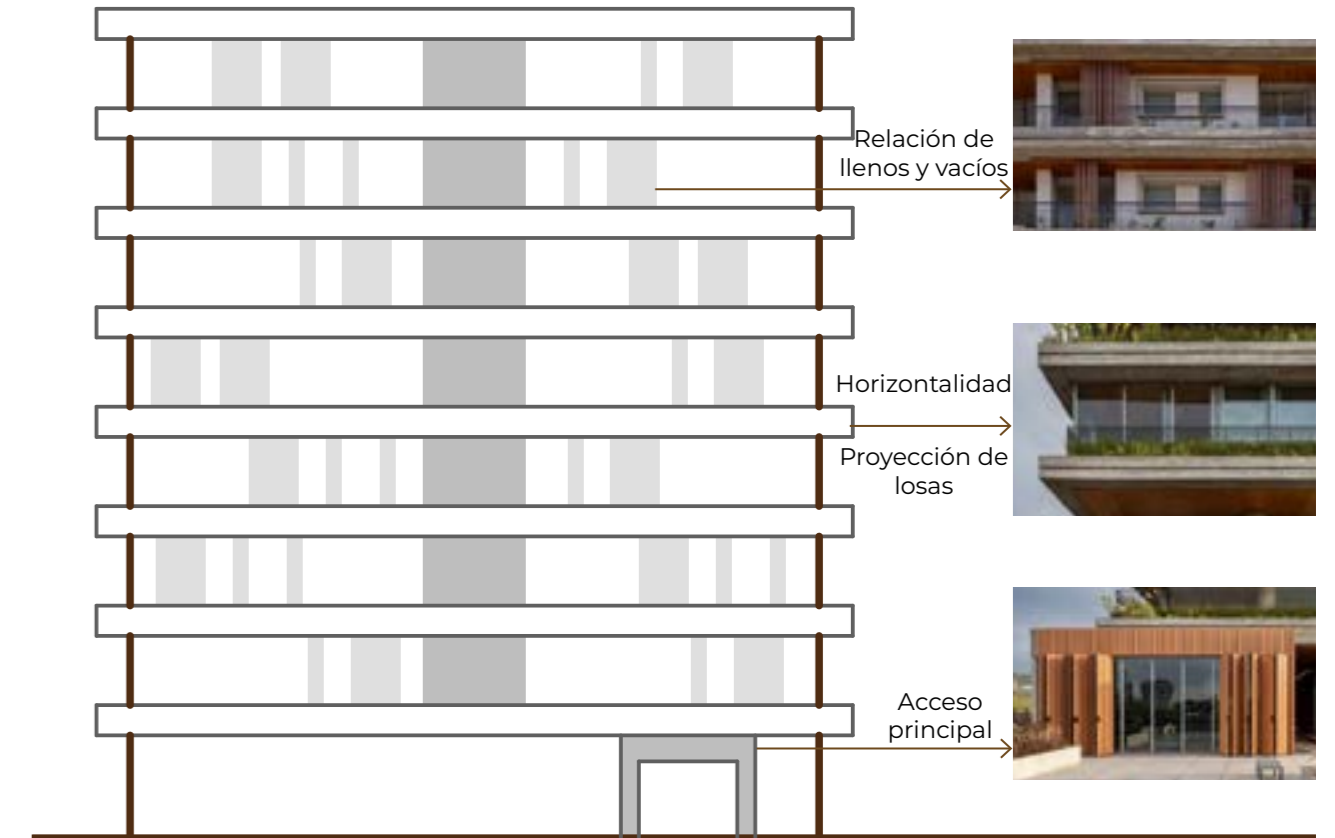 Relación de
llenos y vacíos
Horizontalidad
Proyección de
losas
Acceso
principal